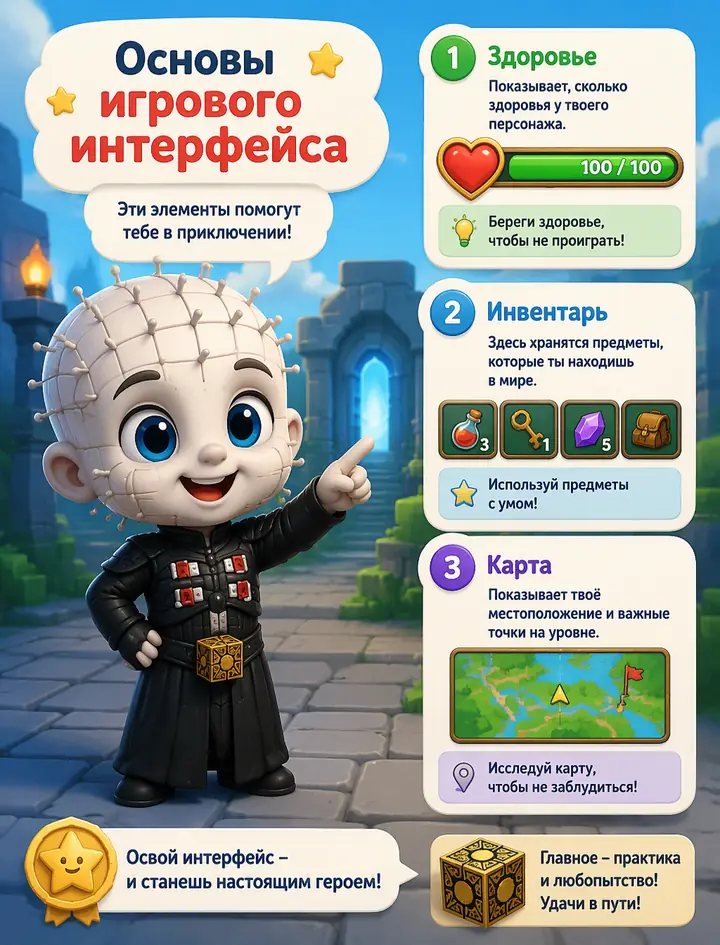 Основы
игрового
интерфейса
Эти элементы помогут
тебе в приключении!
1 Здоровье
Показывает, сколько
здоровья у твоего
персонажа.
100 / 100
Береги здоровье,
чтобы не проиграть!
2 Инвентарь
Здесь хранятся предметы,
которые ты находишь
в мире.
3 1 5
Используй предметы
с умом!
3 Карта
Показывает твоё
местоположение и важные
точки на уровне.
Исследуй карту,
чтобы не заблудиться!
Освой интерфейс –
и станешь настоящим героем!
Главное – практика
и любопытство!
Удачи в пути!